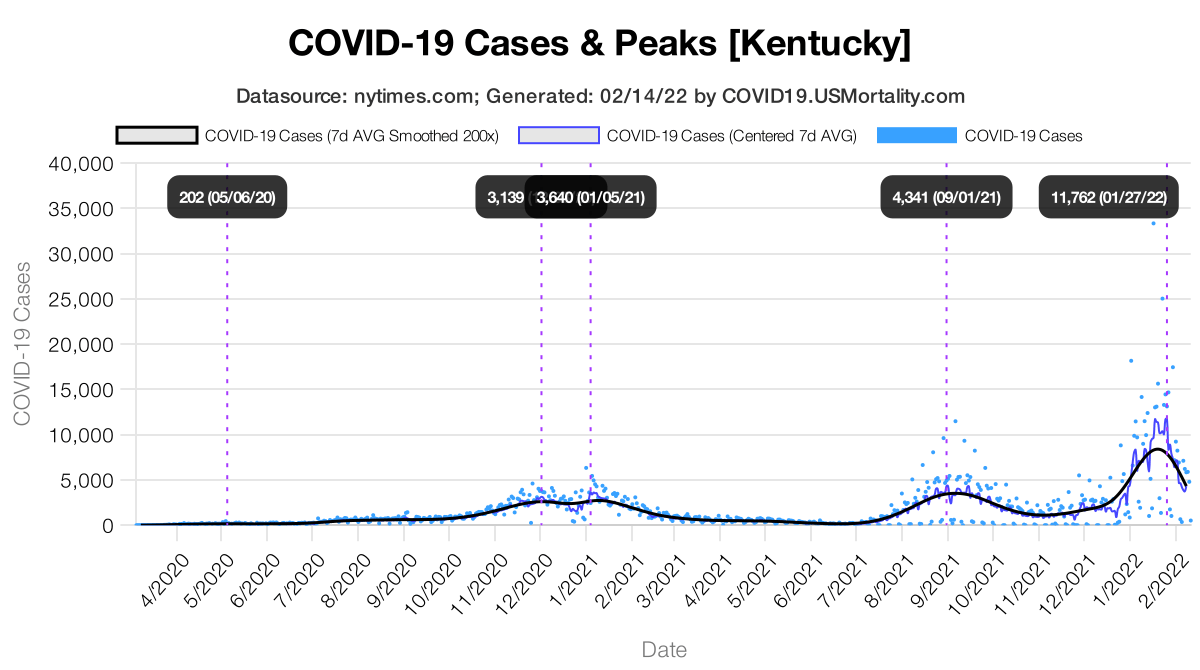 COVID-19 Cases & Peaks [Kentucky]
Datasource: nytimes.com; Generated: 02/14/22 by COVID19.USMortality.com
COVID-19 Cases (7d AVG Smoothed 200x) COVID-19 Cases (Centered 7d AVG) COVID-19 Cases
40,000
202 (05/06/20) 3,139 3,640 (01/05/21) 4,341 (09/01/21) 11,762 (01/27/22)
35,000
30,000
25,000
20,000
15,000
10,000
5,000
0
COVID-19 Cases
4/2020 5/2020 6/2020 7/2020 8/2020 9/2020 10/2020 11/2020 12/2020 1/2021 2/2021 3/2021 4/2021 5/2021 6/2021 7/2021 8/2021 9/2021 10/2021 11/2021 12/2021 1/2022 2/2022
Date